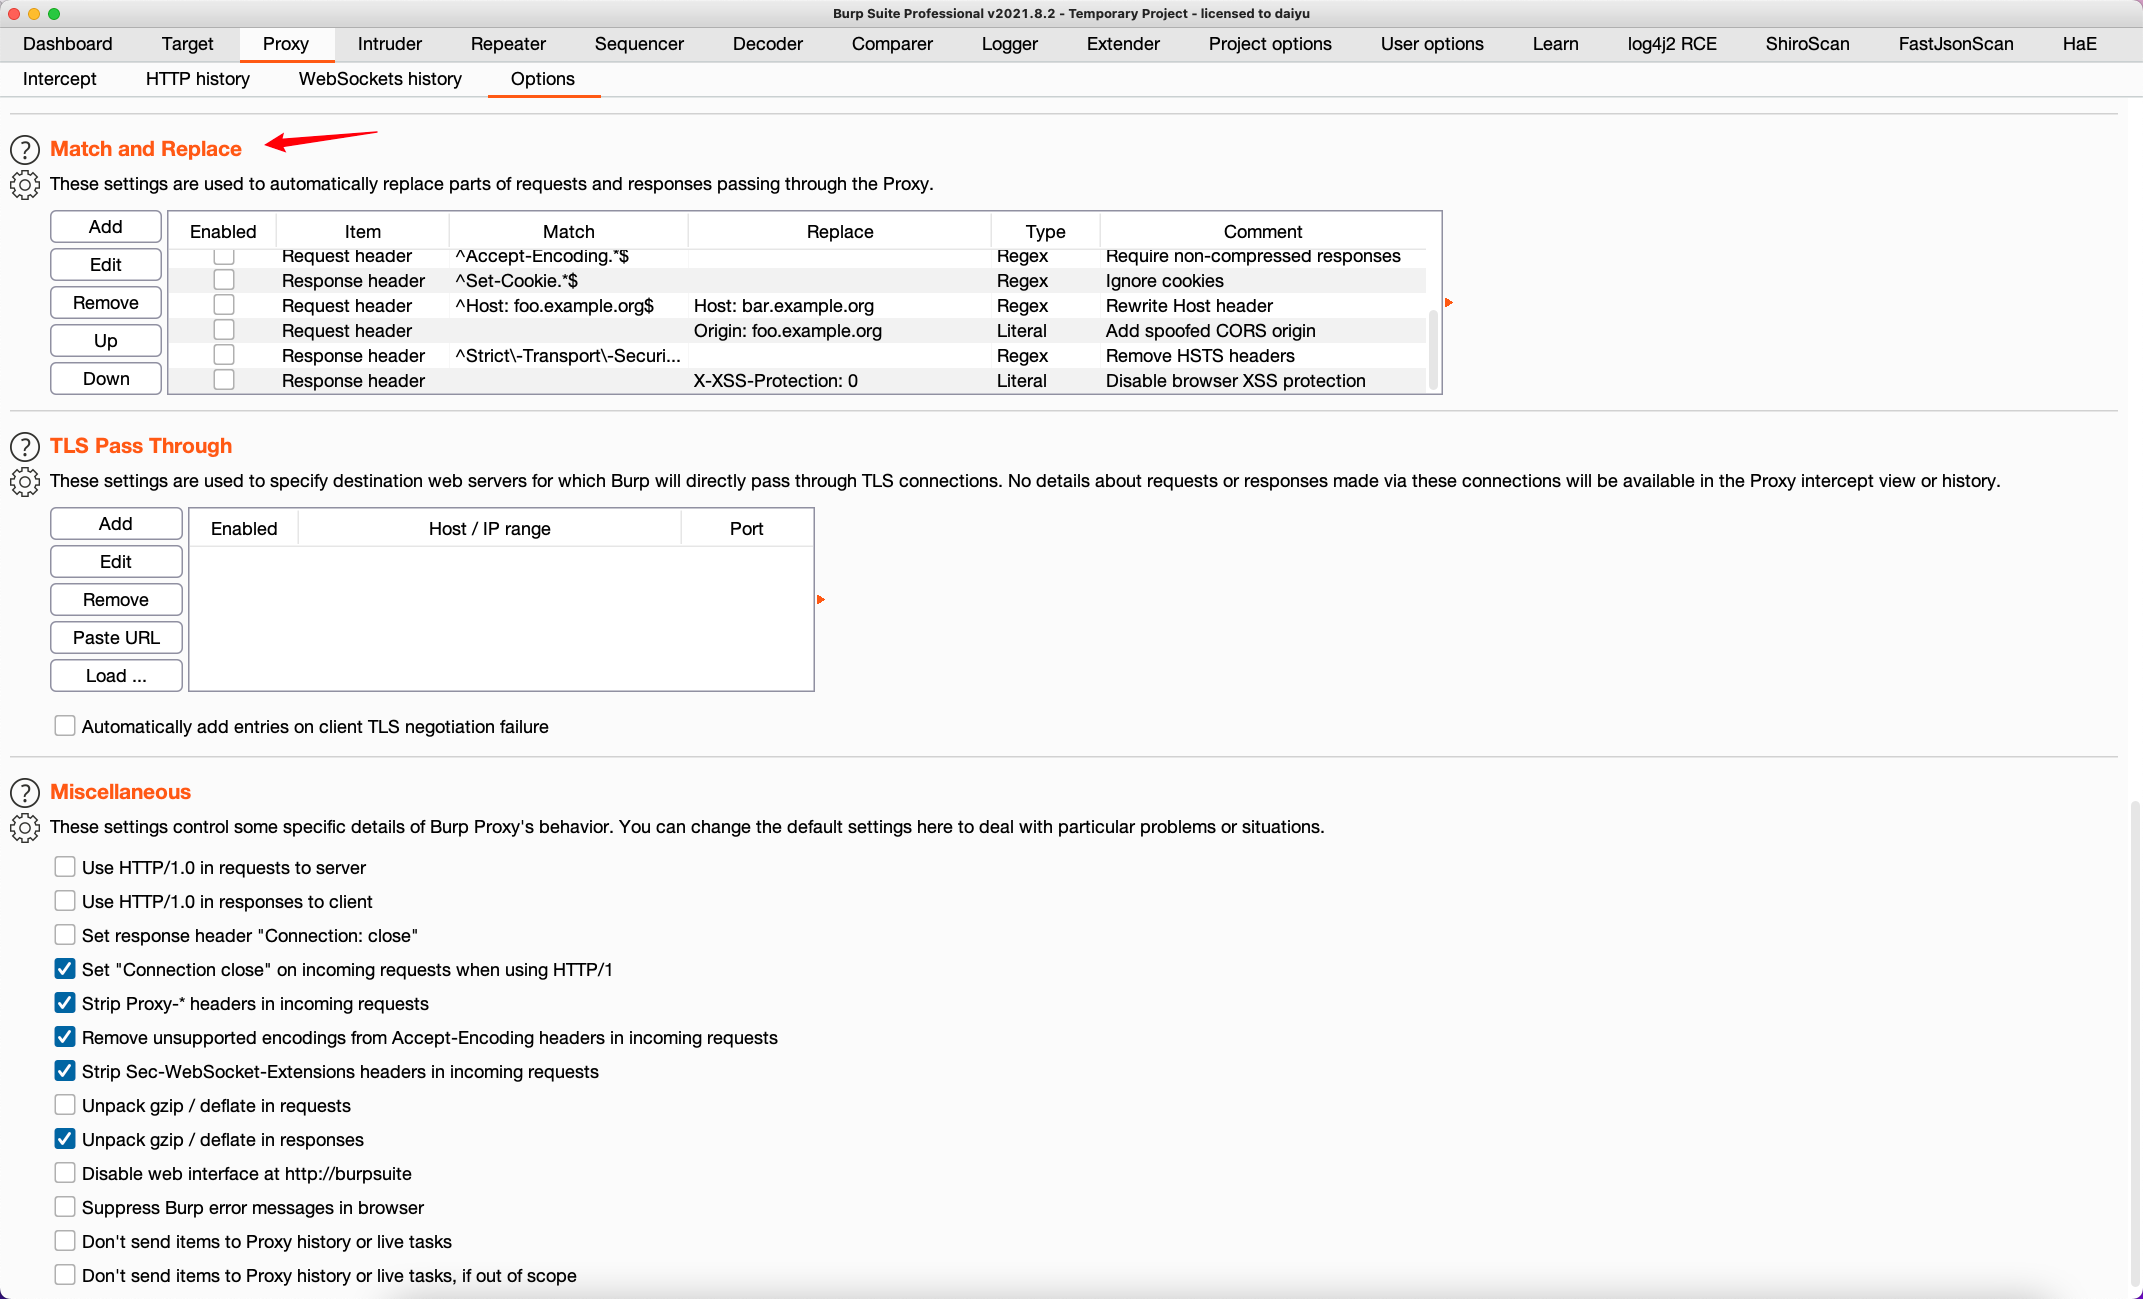 Burp Suite Professional v2021.8.2 - Temporary Project - licensed to daiyu
Dashboard Target Proxy Intruder Repeater Sequencer Decoder Comparer Logger Extender Project options User options Learn log4j2 RCE ShiroScan FastJsonScan HaE
Intercept HTTP history WebSockets history Options
? Match and Replace
These settings are used to automatically replace parts of requests and responses passing through the Proxy.
Add
Edit
Remove
Up
Down
Enabled Item Match Replace Type Comment
Request header ^Accept-Encoding.*$ Regex Require non-compressed responses
Response header ^Set-Cookie.*$ Regex Ignore cookies
Request header ^Host: foo.example.org$ Host: bar.example.org Regex Rewrite Host header
Request header Origin: foo.example.org Literal Add spoofed CORS origin
Response header ^Strict\-Transport\-Securi... Regex Remove HSTS headers
Response header X-XSS-Protection: 0 Literal Disable browser XSS protection
? TLS Pass Through
These settings are used to specify destination web servers for which Burp will directly pass through TLS connections. No details about requests or responses made via these connections will be available in the Proxy intercept view or history.
Add
Edit
Remove
Paste URL
Load ...
Enabled Host / IP range Port
Automatically add entries on client TLS negotiation failure
? Miscellaneous
These settings control some specific details of Burp Proxy's behavior. You can change the default settings here to deal with particular problems or situations.
Use HTTP/1.0 in requests to server
Use HTTP/1.0 in responses to client
Set response header "Connection: close"
Set "Connection close" on incoming requests when using HTTP/1
Strip Proxy-* headers in incoming requests
Remove unsupported encodings from Accept-Encoding headers in incoming requests
Strip Sec-WebSocket-Extensions headers in incoming requests
Unpack gzip / deflate in requests
Unpack gzip / deflate in responses
Disable web interface at http://burpsuite
Suppress Burp error messages in browser
Don't send items to Proxy history or live tasks
Don't send items to Proxy history or live tasks, if out of scope